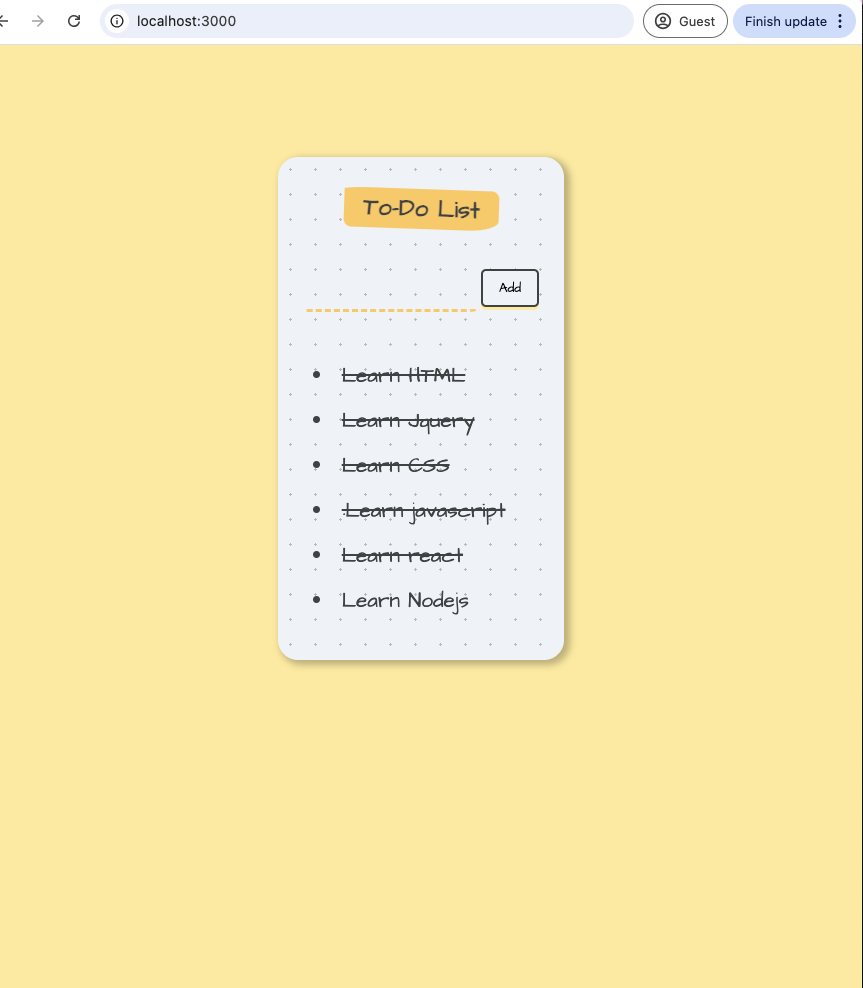 localhost:3000
Guest
Finish update
To-Do List
Add
Learn HTML
Learn Jquery
Learn CSS
Learn javascript
Learn react
Learn Nodejs